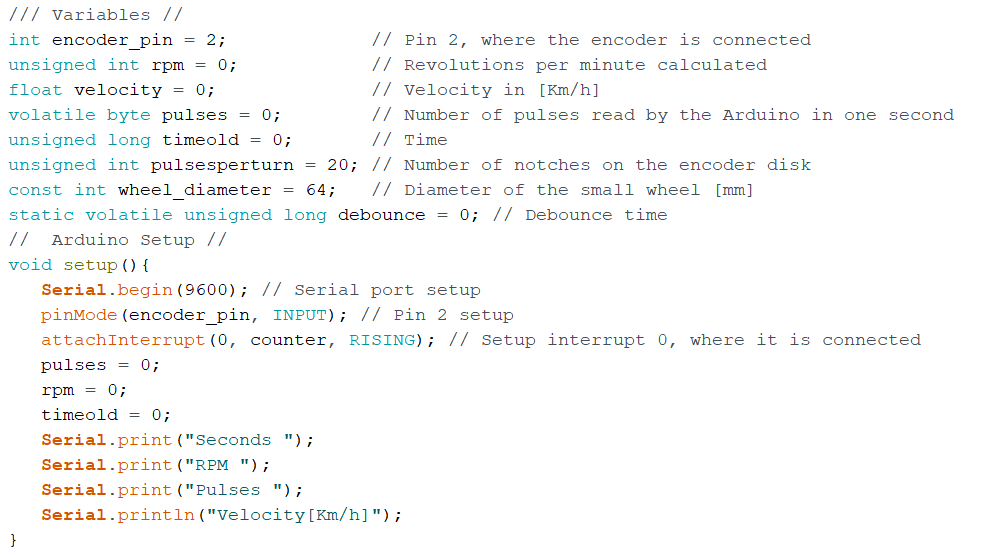 /// Variables //
int encoder_pin = 2;             // Pin 2, where the encoder is connected
unsigned int rpm = 0;            // Revolutions per minute calculated
float velocity = 0;              // Velocity in [Km/h]
volatile byte pulses = 0;        // Number of pulses read by the Arduino in one second
unsigned long timeold = 0;       // Time
unsigned int pulsesperturn = 20; // Number of notches on the encoder disk
const int wheel_diameter = 64;   // Diameter of the small wheel [mm]
static volatile unsigned long debounce = 0; // Debounce time
//  Arduino Setup //
void setup(){
   Serial.begin(9600); // Serial port setup
   pinMode(encoder_pin, INPUT); // Pin 2 setup
   attachInterrupt(0, counter, RISING); // Setup interrupt 0, where it is connected
   pulses = 0;
   rpm = 0;
   timeold = 0;
   Serial.print("Seconds ");
   Serial.print("RPM ");
   Serial.print("Pulses ");
   Serial.println("Velocity[Km/h]");
}